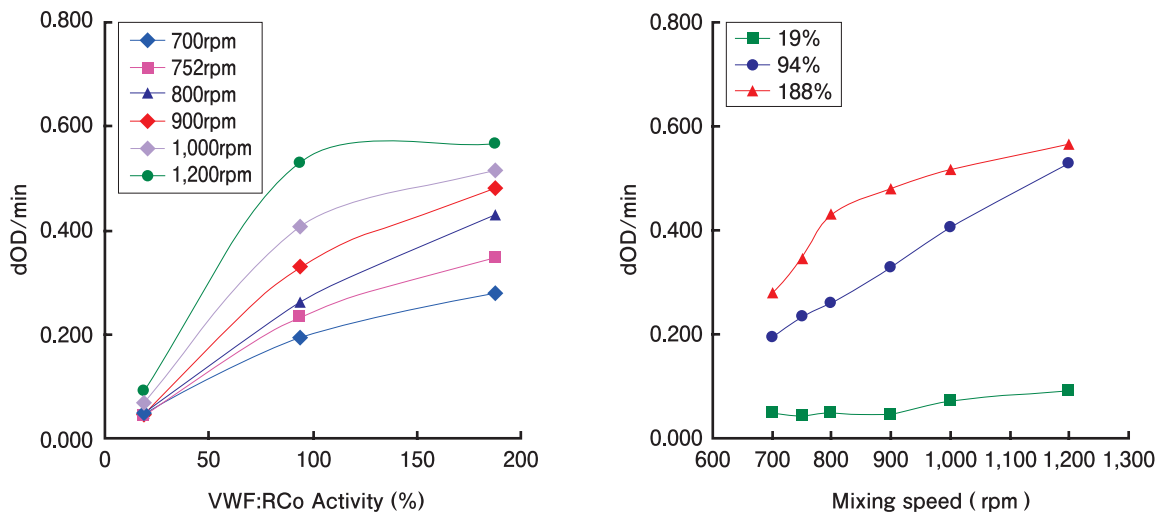 0.800
0.600
0.400
0.200
0.000
dOD/min
700rpm
752rpm
800rpm
900rpm
1,000rpm
1,200rpm
0 50 100 150 200
VWF:RCo Activity (%)
0.800
0.600
0.400
0.200
0.000
dOD/min
19%
94%
188%
600 700 800 900 1,000 1,100 1,200 1,300
Mixing speed ( rpm )